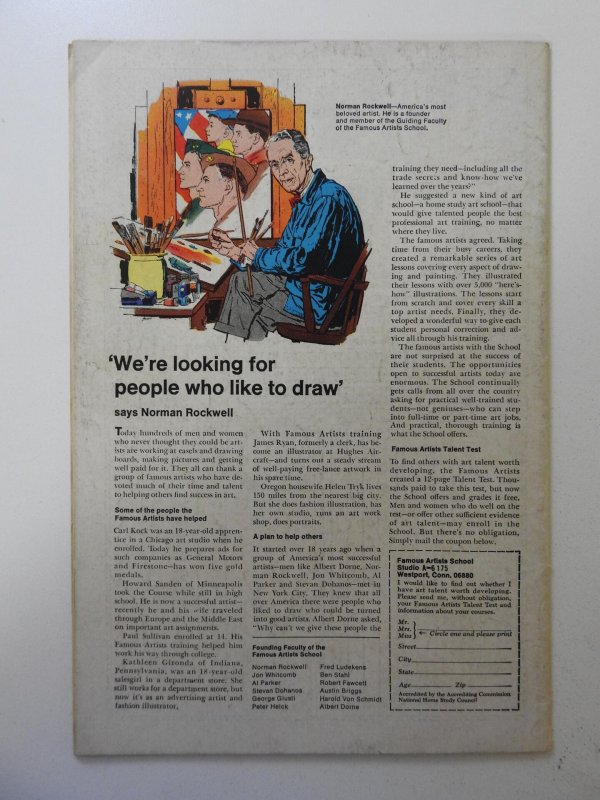 Norman Rockwell—America's most
beloved artist. He is a founder
and member of the Guiding Faculty
of the Famous Artists School.
'We're looking for
people who like to draw'
says Norman Rockwell
Today hundreds of men and women
who never thought they could be art-
ists are working at easels and drawing
boards, making pictures and getting
well paid for it. They all can thank a
group of famous artists who have de-
voted much of their time and talent
to helping others find success in art.
Some of the people the
Famous Artists have helped
Carl Kock was an 18-year-old appren-
tice in a Chicago art studio when he
enrolled. Today he prepares ads for
such companies as General Motors
and Firestone—has won five gold
medals.
Howard Sanden of Minneapolis
took the Course while still in high
school. He is now a successful artist—
recently he and his wife traveled
through Europe and the Middle East
on important art assignments.
Paul Sullivan enrolled at 14. His
Famous Artists training helped him
work his way through college.
Kathleen Gironda of Indiana,
Pennsylvania, was an 18-year-old
salesgirl in a department store. She
still works for a department store, but
now it's as an advertising artist and
fashion illustrator,
With Famous Artists training
James Ryan, formerly a clerk, has be-
come an illustrator at Hughes Air-
craft—and turns out a steady stream
of well-paying free-lance artwork in
his spare time.
Oregon housewife Helen Tryk lives
150 miles from the nearest big city.
But she does fashion illustration, has
her own studio, runs an art work
shop, does portraits.
A plan to help others
It started over 18 years ago when a
group of America's most successful
artists—men like Albert Dorne, Nor-
man Rockwell, Jon Whitcomb, Al
Parker and Stevan Dohanos—met in
New York City. They knew that all
over America there were people who
liked to draw who could be turned
into good artists. Albert Dorne asked,
"Why can't we give these people the
Founding Faculty of the
Famous Artists School
Norman Rockwell
Jon Whitcomb
Al Parker
Stevan Dohanos
George Giusti
Peter Helck
Fred Ludekens
Ben Stahl
Robert Fawcett
Austin Briggs
Harold Von Schmidt
Albert Dorne
training they need—including all the
trade secrets and know-how we've
learned over the years?"
He suggested a new kind of art
school—a home study art school—that
would give talented people the best
professional art training, no matter
where they live.
The famous artists agreed. Taking
time from their busy careers, they
created a remarkable series of art
lessons covering every aspect of draw-
ing and painting. They illustrated
their lessons with over 5,000 "here's-
how" illustrations. The lessons start
from scratch and cover every skill a
top artist needs. Finally, they de-
veloped a wonderful way to give each
student personal correction and ad-
vice all through his training.
The famous artists with the School
are not surprised at the success of
their students. The opportunities
open to successful artists today are
enormous. The School continually
gets calls from all over the country
asking for practical well-trained stu-
dents—not geniuses—who can step
into full-time or part-time art jobs.
And practical, thorough training is
what the School offers.
Famous Artists Talent Test
To find others with art talent worth
developing, the Famous Artists
created a 12-page Talent Test. Thou-
sands paid to take this test, but now
the School offers and grades it free.
Men and women who do well on the
test—or offer other sufficient evidence
of art talent—may enroll in the
School. But there's no obligation,
Simply mail the coupon below.
Famous Artists School
Studio A-6175
Westport, Conn. 06880
I would like to find out whether I
have art talent worth developing.
Please send me, without obligation,
your Famous Artists Talent Test and
information about your courses.
Mr.
Mrs.
Miss ← Circle one and please print
Street
City
State
Age Zip
Accredited by the Accrediting Commission
National Home Study Council